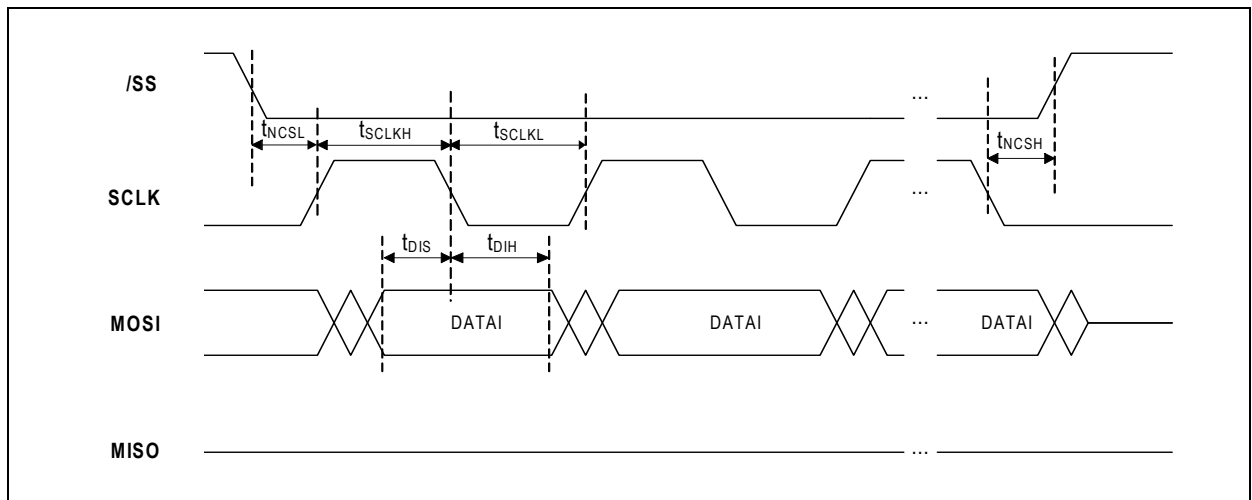 /SS
...
tNCSL
tSCLKH
tSCLKL
tNCSH
SCLK
...
tDIS
tDIH
MOSI
DATAI
DATAI
...
DATAI
MISO
...